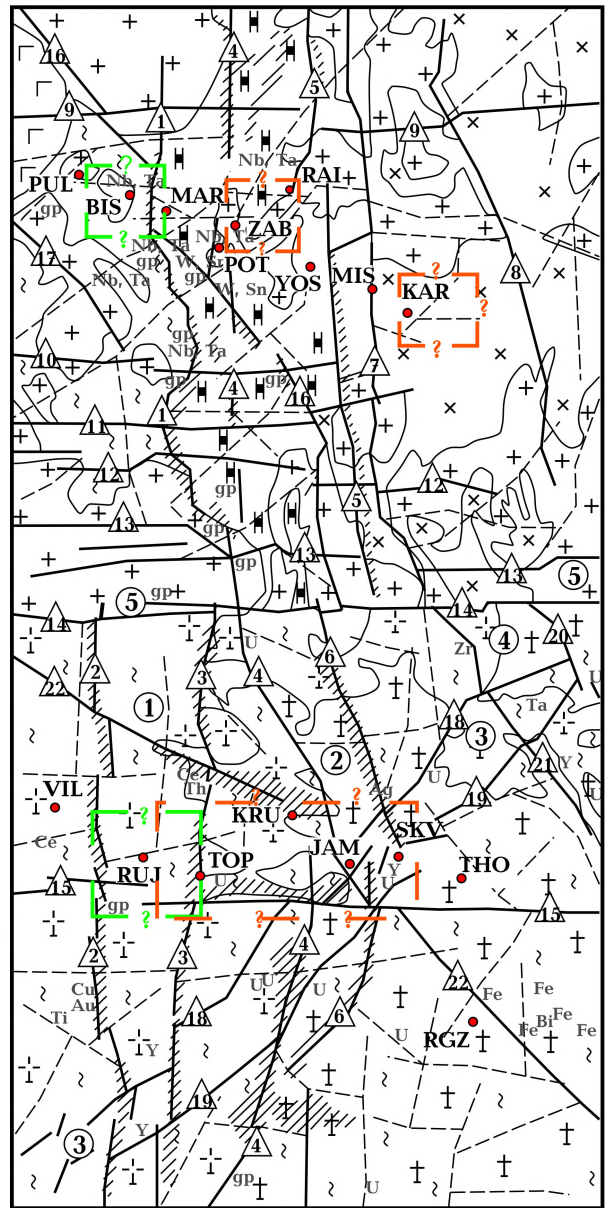 16
4
5
9
1
9
?
Nb, Ta
RAI
PUL
Nb, Ta
?
MAR
gp
BIS
ZAB
Nb, Ta
?
Nb, Ta
?
17
gp
W, Sn
POT
8
Nb, Ta
gp
W, Sn
YOS
MIS
?
KAR
?
gp
Nb, Ta
?
10
7
gp
4
gp
16
1
11
12
12
gp
5
13
gp
13
gp
13
5
gp
5
14
14
U
4
20
6
Zr
2
3
4
22
U
1
Ta
18
2
3
Y
21
Ce
Th
U
VIL
?
Ag
?
19
U
?
KRU
SKV
Ce
JAM
TOP
Y
THO
RUJ
U
U
15
gp
15
?
?
?
2
3
4
22
Cu
U
U
U
Fe
Fe
Au
Ti
18
6
Fe
Bi
Fe
Fe
U
RGZ
Y
19
Y
3
4
gp
U